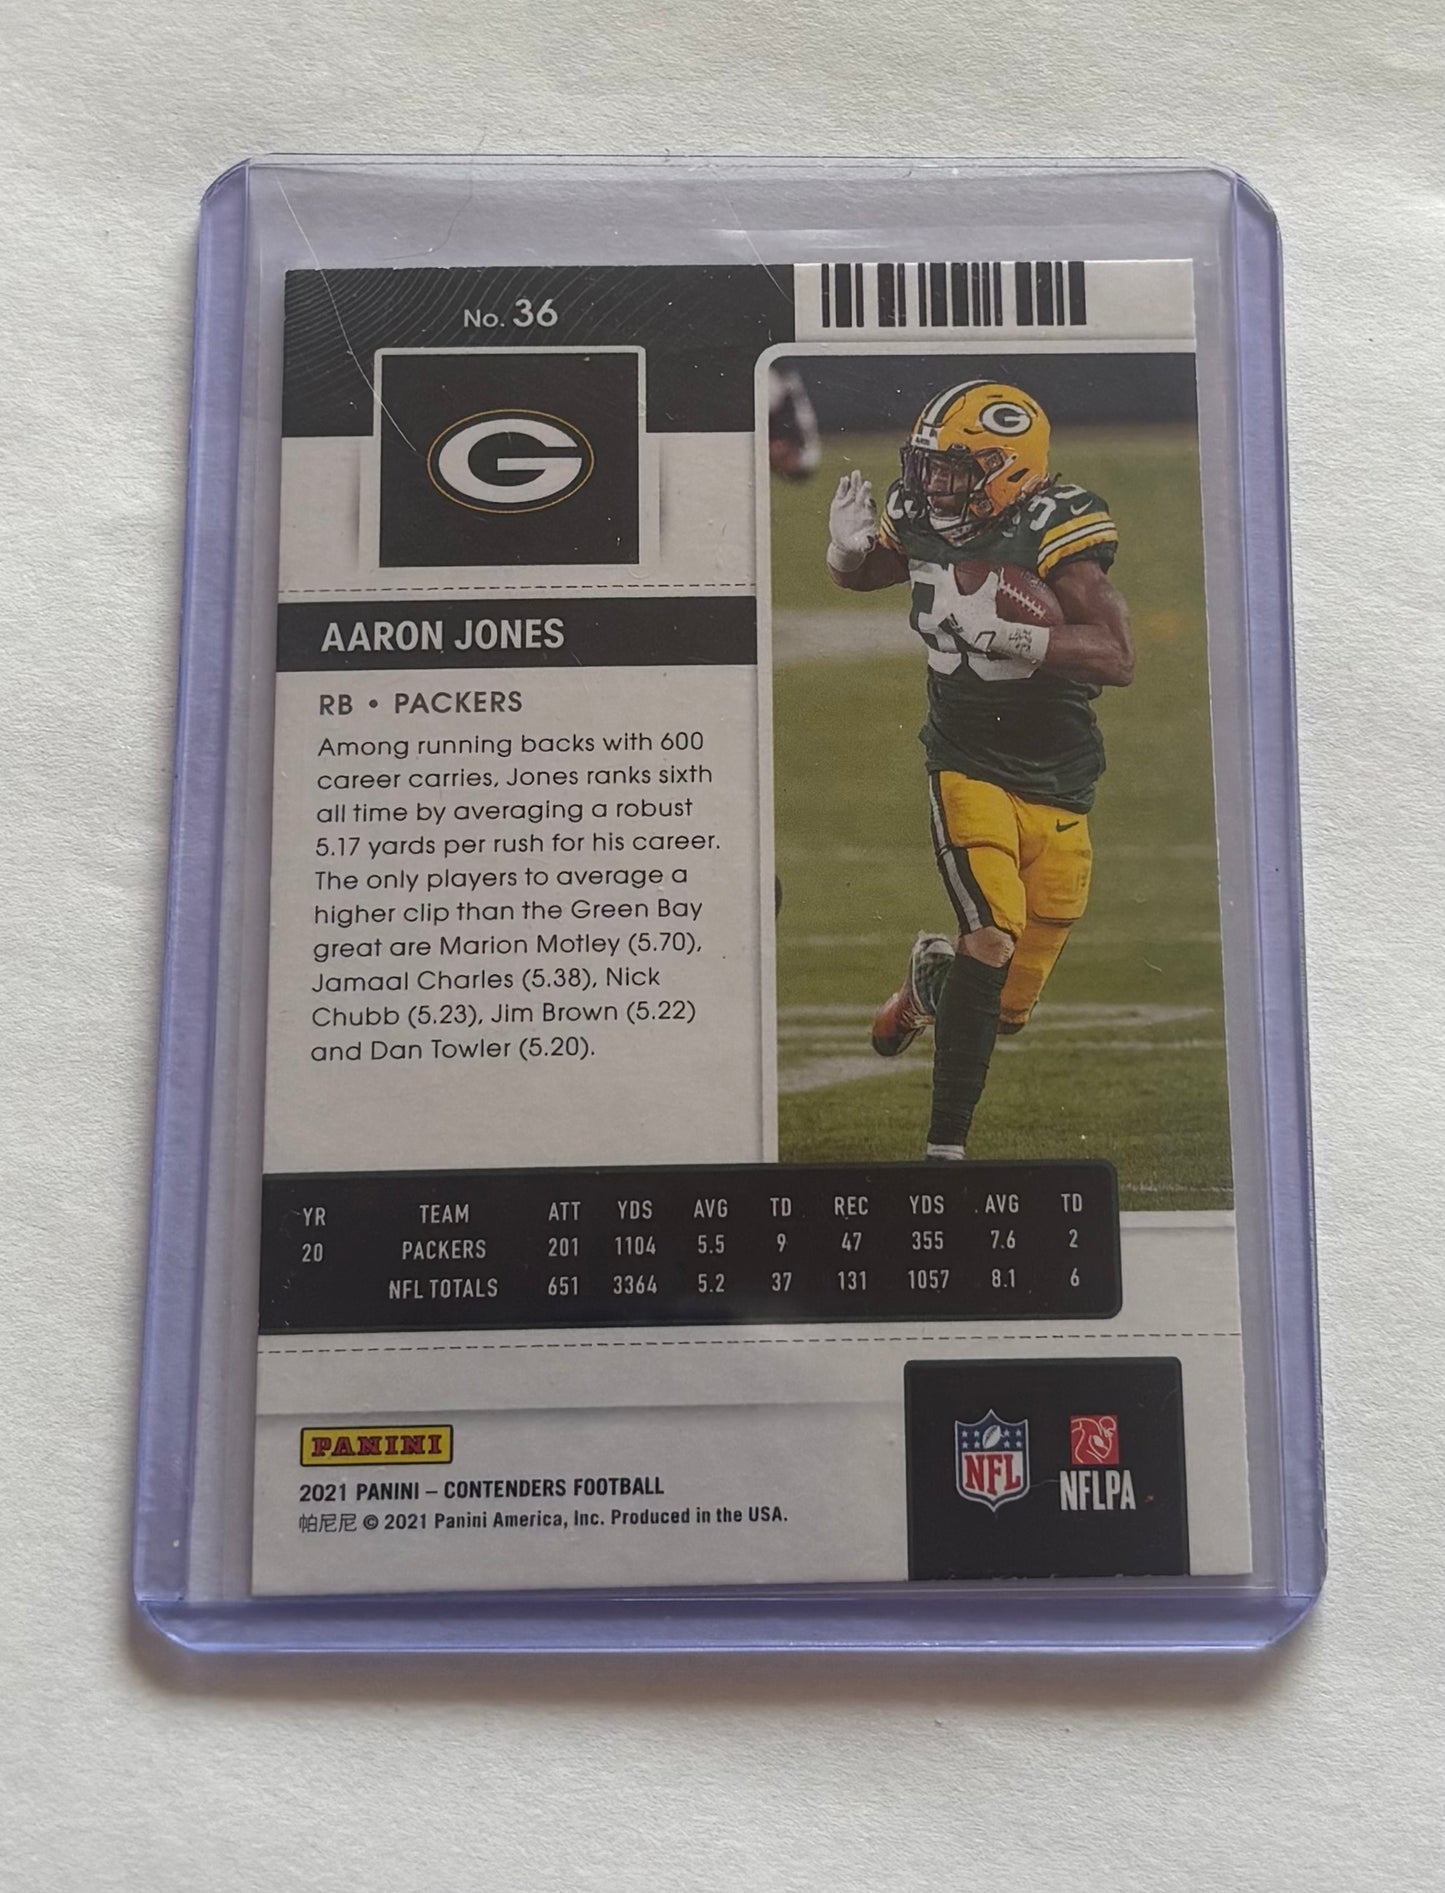 No. 36
G
G
33
AARON JONES
RB • PACKERS
Among running backs with 600
career carries, Jones ranks sixth
all time by averaging a robust
5.17 yards per rush for his career.
The only players to average a
higher clip than the Green Bay
great are Marion Motley (5.70),
Jamaal Charles (5.38), Nick
Chubb (5.23), Jim Brown (5.22)
and Dan Towler (5.20).
YR TEAM ATT YDS AVG TD REC YDS AVG TD
20 PACKERS 201 1104 5.5 9 47 355 7.6 2
NFL TOTALS 651 3364 5.2 37 131 1057 8.1 6
PANINI
2021 PANINI – CONTENDERS FOOTBALL
帕尼尼 © 2021 Panini America, Inc. Produced in the USA.
NFL
NFLPA